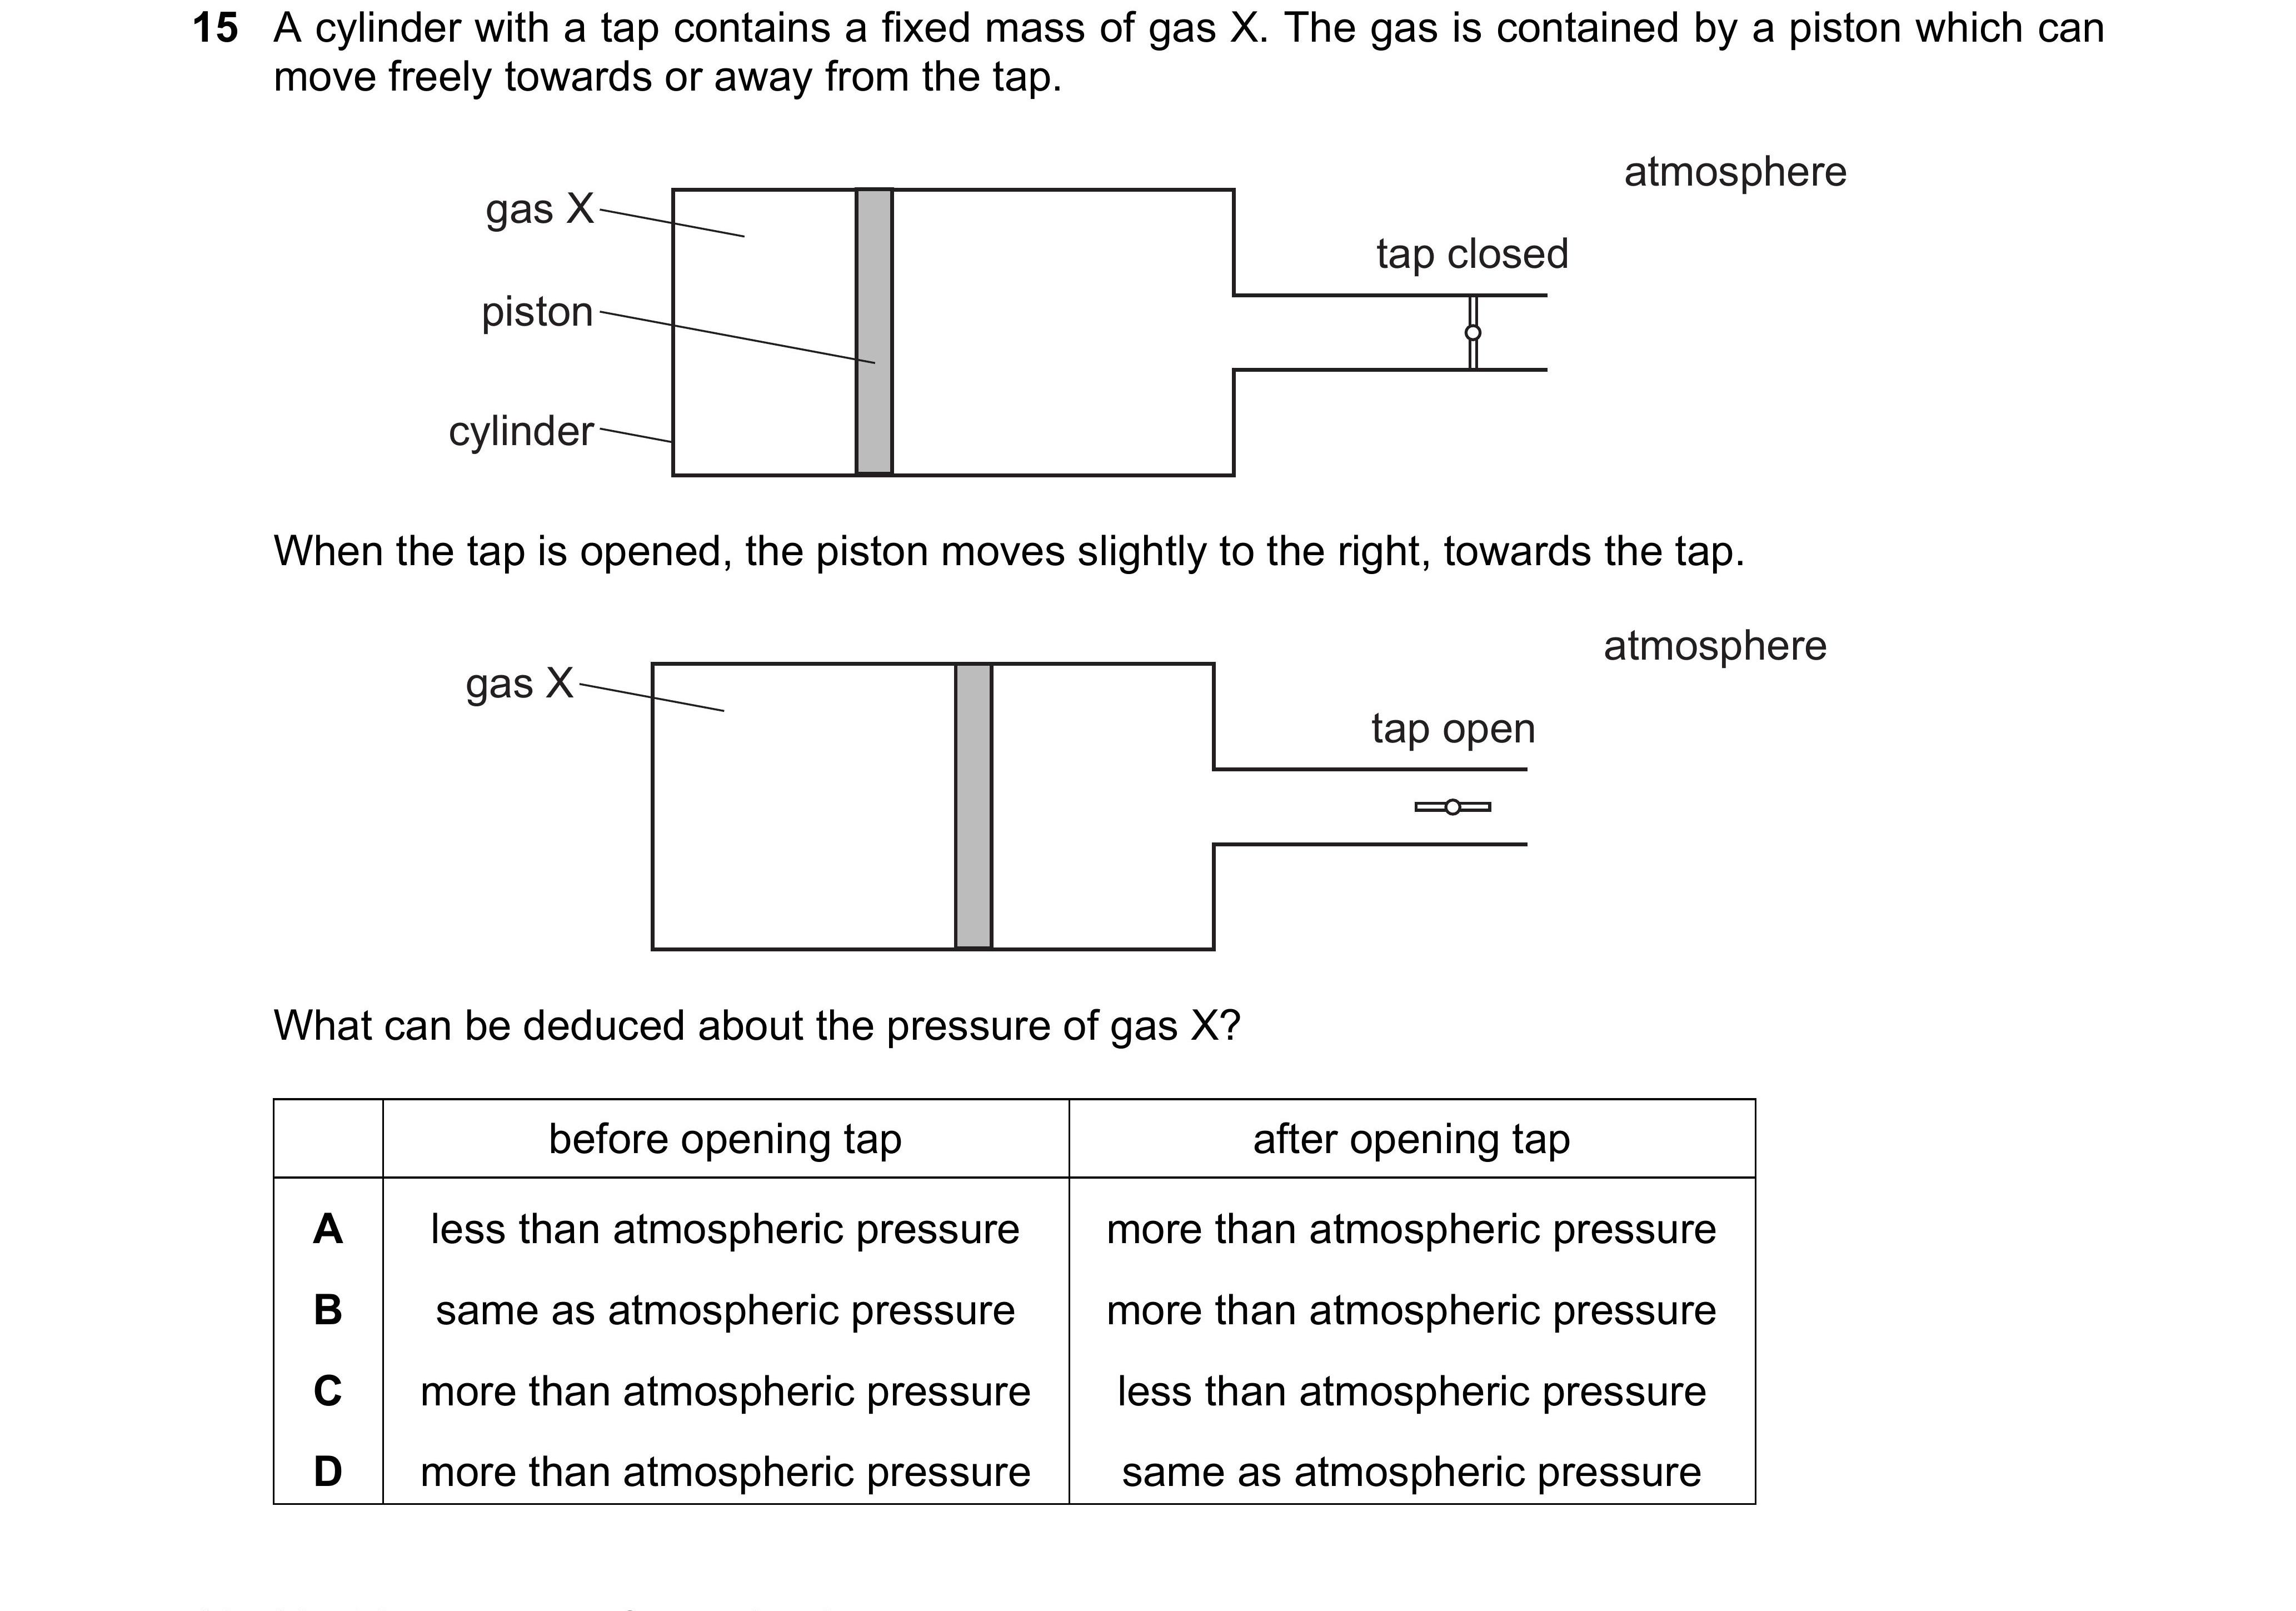 15 A cylinder with a tap contains a fixed mass of gas X. The gas is contained by a piston which can
move freely towards or away from the tap.
atmosphere
gas X
tap closed
piston
cylinder
When the tap is opened, the piston moves slightly to the right, towards the tap.
atmosphere
gas X
tap open
What can be deduced about the pressure of gas X?
before opening tap after opening tap
A less than atmospheric pressure more than atmospheric pressure
B same as atmospheric pressure more than atmospheric pressure
C more than atmospheric pressure less than atmospheric pressure
D more than atmospheric pressure same as atmospheric pressure